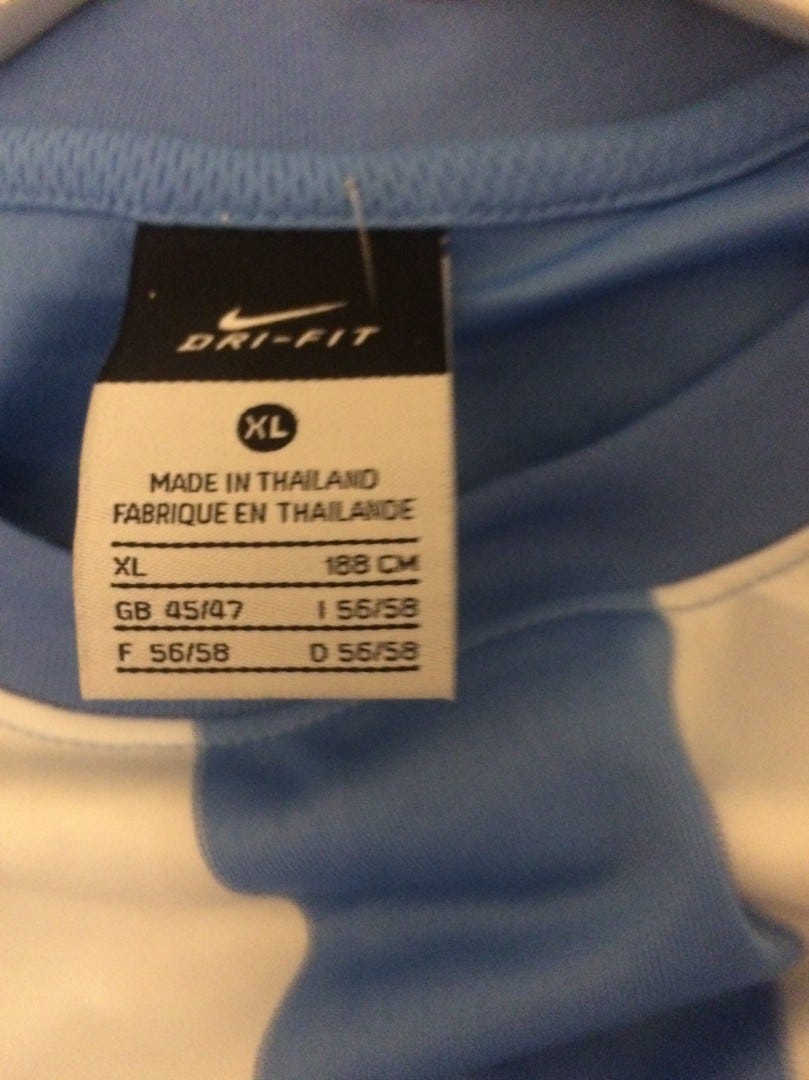 DRI-FIT
XL
MADE IN THAILAND
FABRIQUE EN THAILANDE
XL 188 CM
GB 45/47 I 56/58
F 56/58 D 56/58